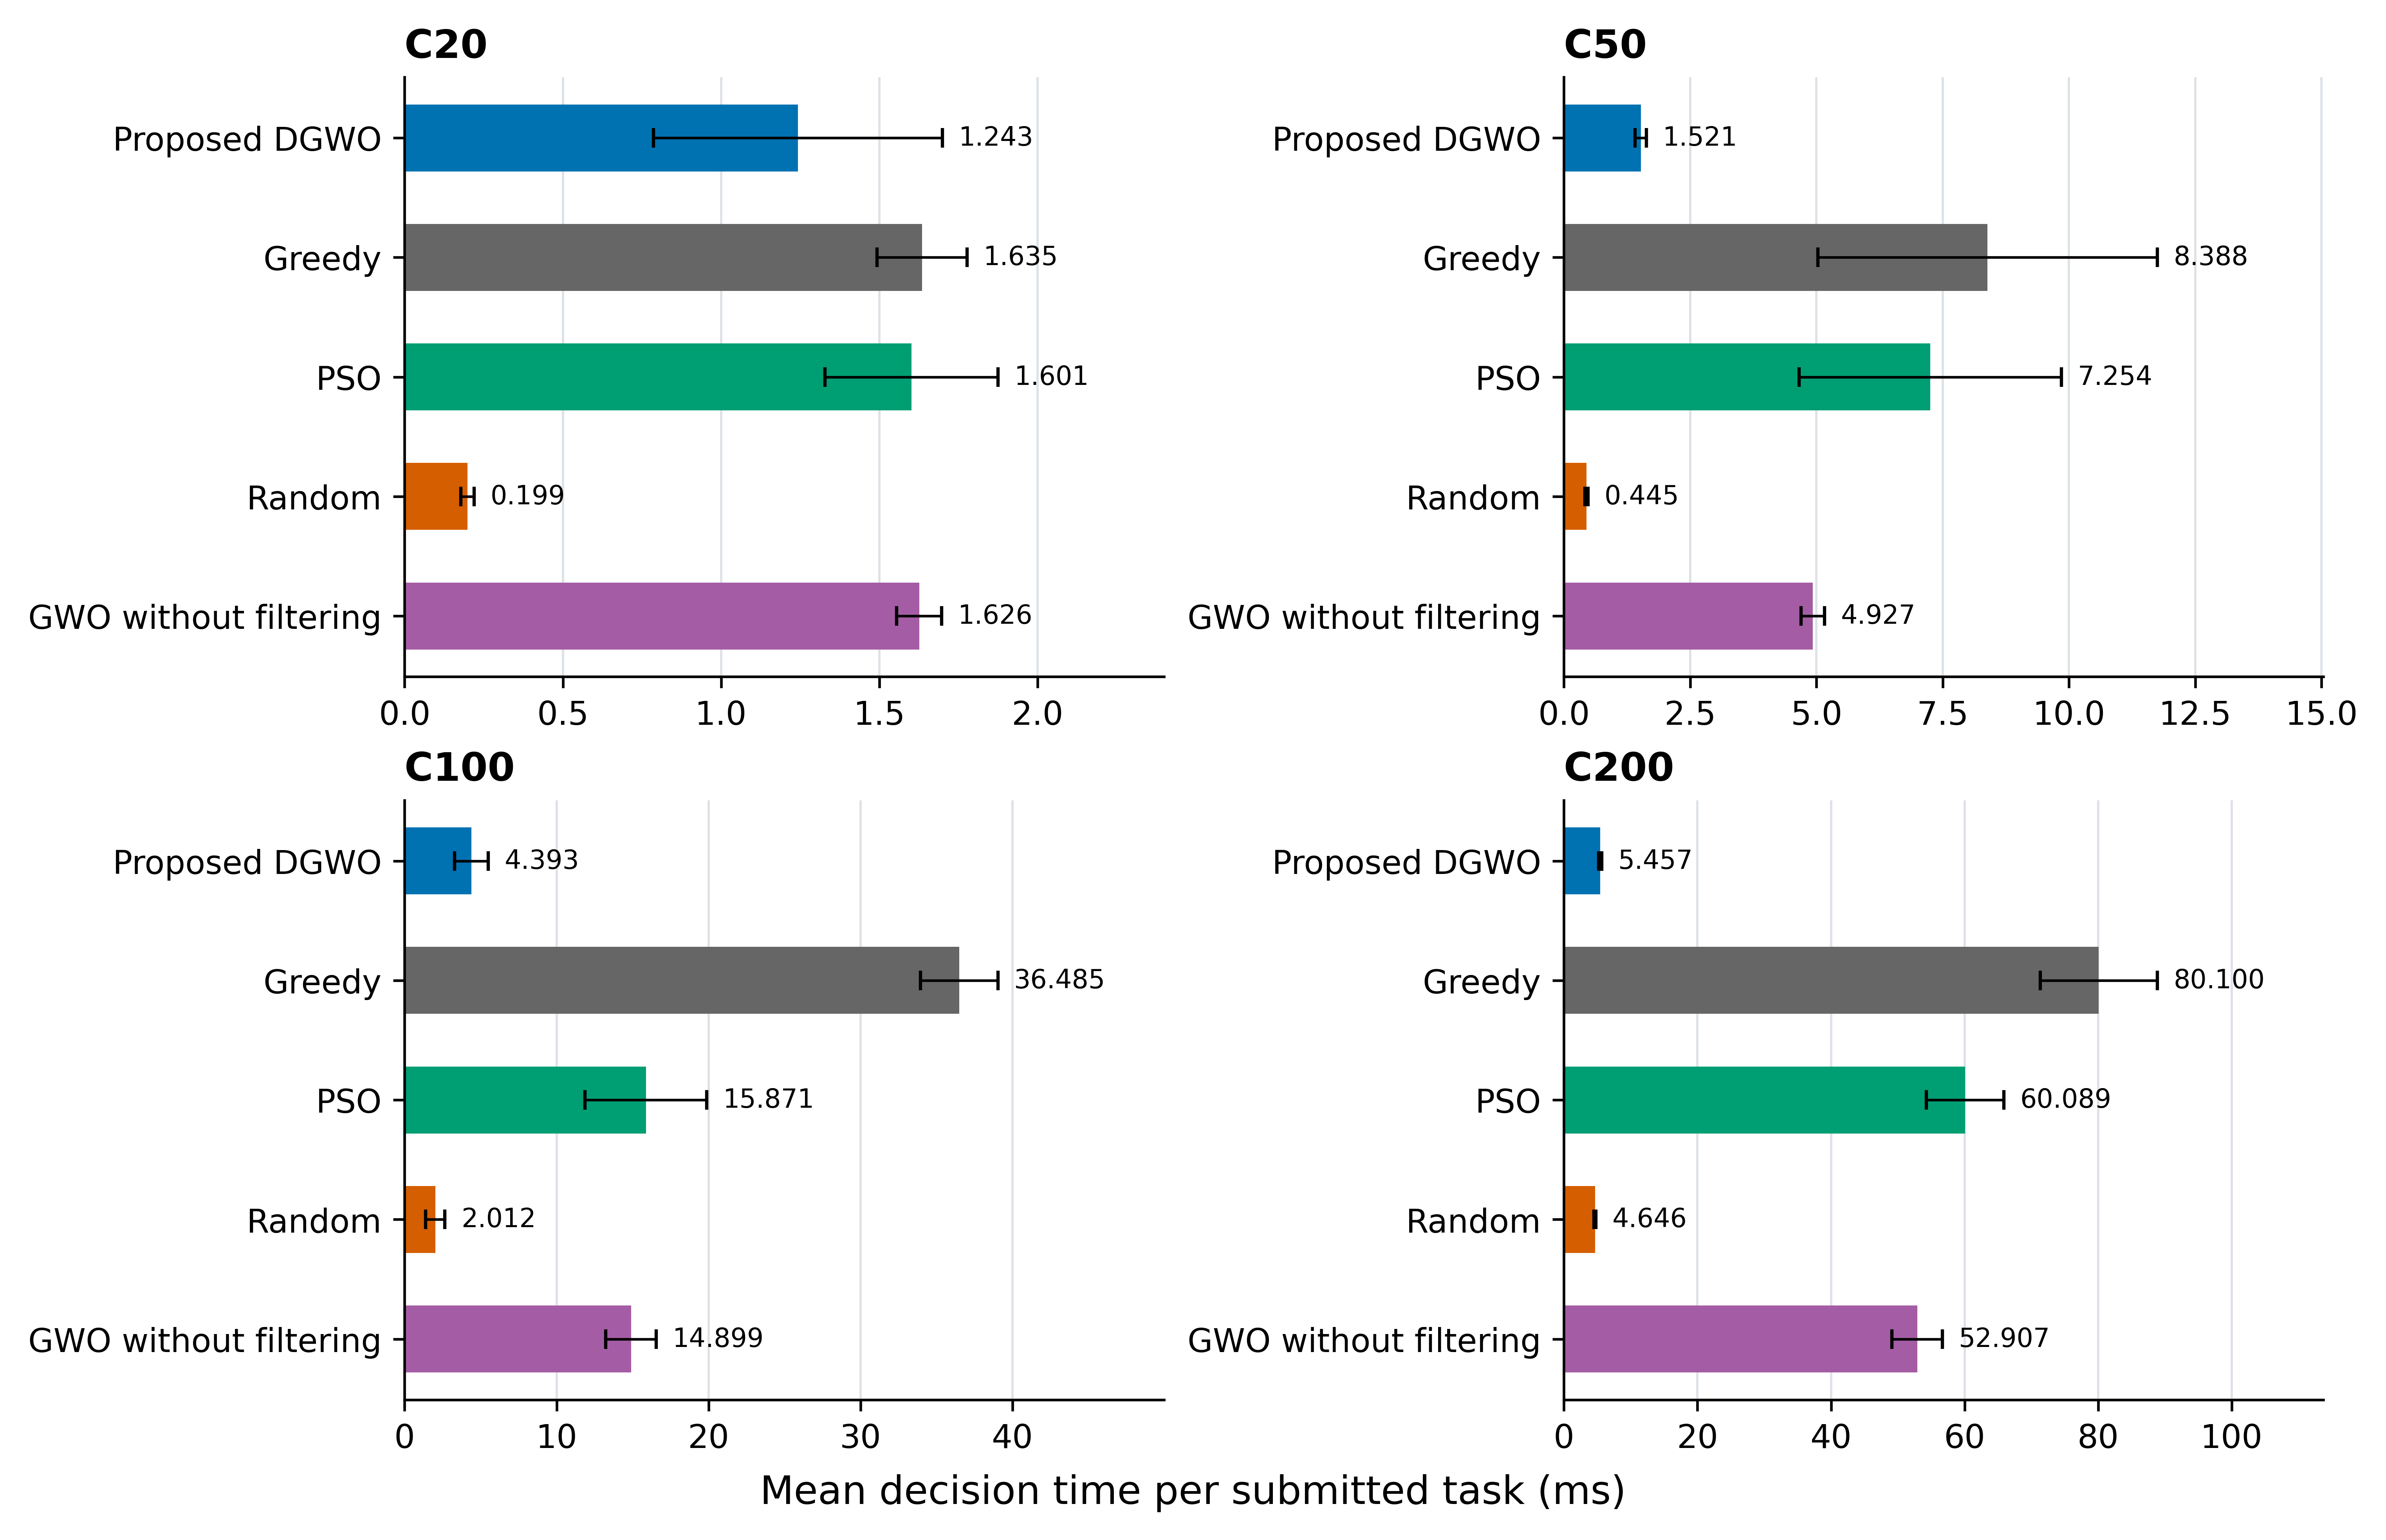 C20
Proposed DGWO
1.243
Greedy
1.635
PSO
1.601
Random
0.199
GWO without filtering
1.626
0.0 0.5 1.0 1.5 2.0
C50
Proposed DGWO
1.521
Greedy
8.388
PSO
7.254
Random
0.445
GWO without filtering
4.927
0.0 2.5 5.0 7.5 10.0 12.5 15.0
C100
Proposed DGWO
4.393
Greedy
36.485
PSO
15.871
Random
2.012
GWO without filtering
14.899
0 10 20 30 40
C200
Proposed DGWO
5.457
Greedy
80.100
PSO
60.089
Random
4.646
GWO without filtering
52.907
0 20 40 60 80 100
Mean decision time per submitted task (ms)